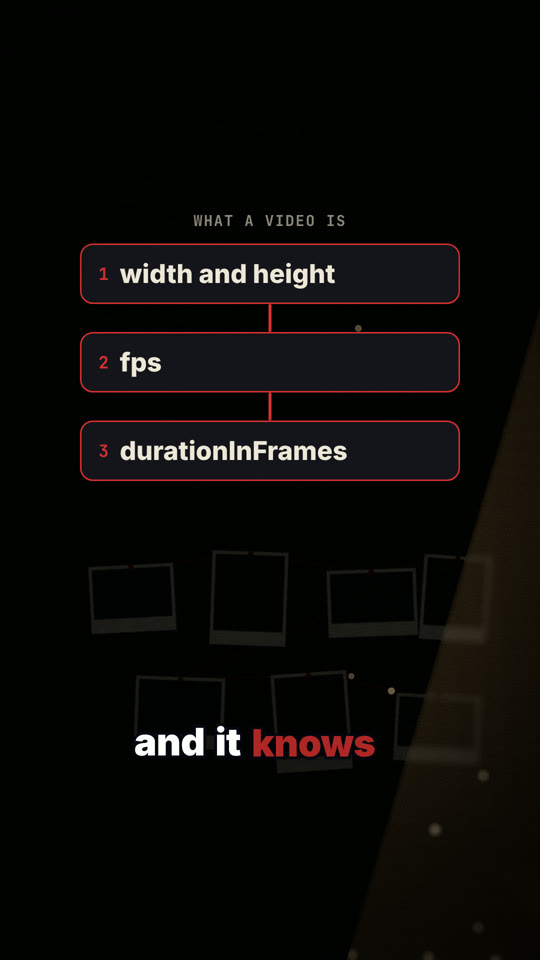 WHAT A VIDEO IS
1 width and height
2 fps
3 durationInFrames
and it knows